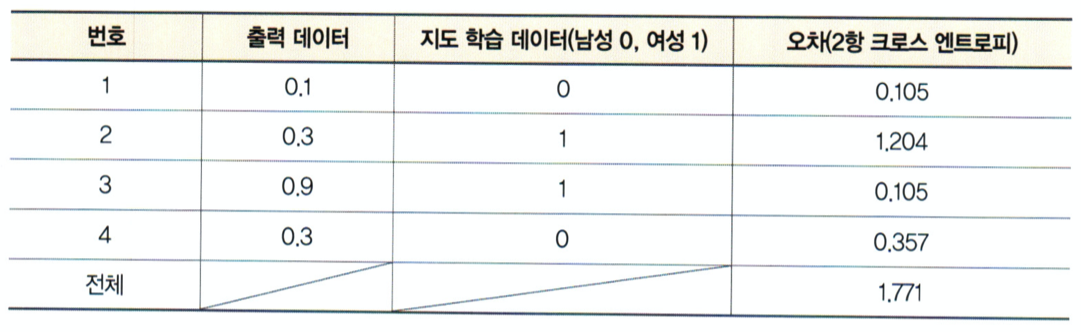 번호 출력 데이터 지도 학습 데이터(남성 0, 여성 1) 오차(2항 크로스 엔트로피)
1 0.1 0 0.105
2 0.3 1 1.204
3 0.9 1 0.105
4 0.3 0 0.357
전체 1.771